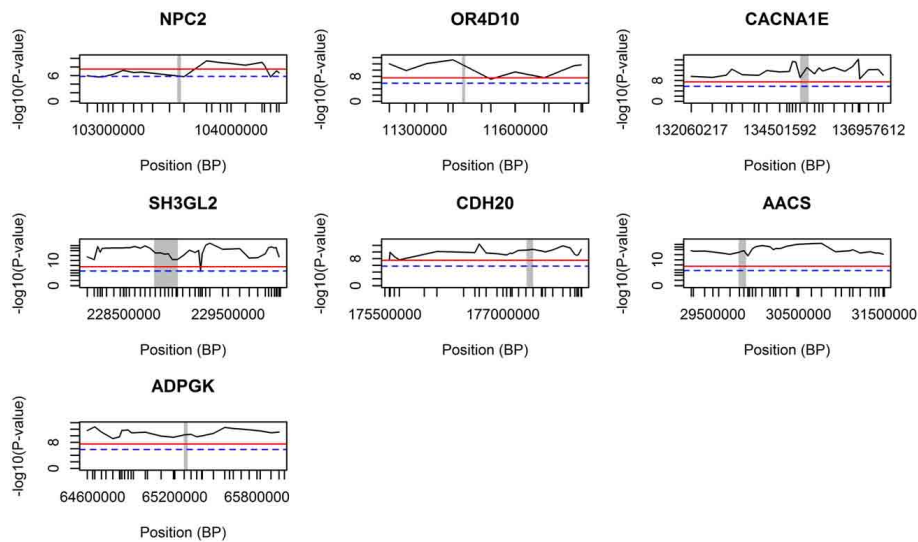 NPC2
-log10(P-value)
0 6
103000000 104000000
Position (BP)
OR4D10
-log10(P-value)
0 8
111300000 111600000
Position (BP)
CACNA1E
-log10(P-value)
0 8
132060217 134501592 136957612
Position (BP)
SH3GL2
-log10(P-value)
0 10
228500000 229500000
Position (BP)
CDH20
-log10(P-value)
0 8
175500000 177000000
Position (BP)
AACS
-log10(P-value)
0 10
29500000 30500000 31500000
Position (BP)
ADPGK
-log10(P-value)
0 8
64600000 65200000 65800000
Position (BP)